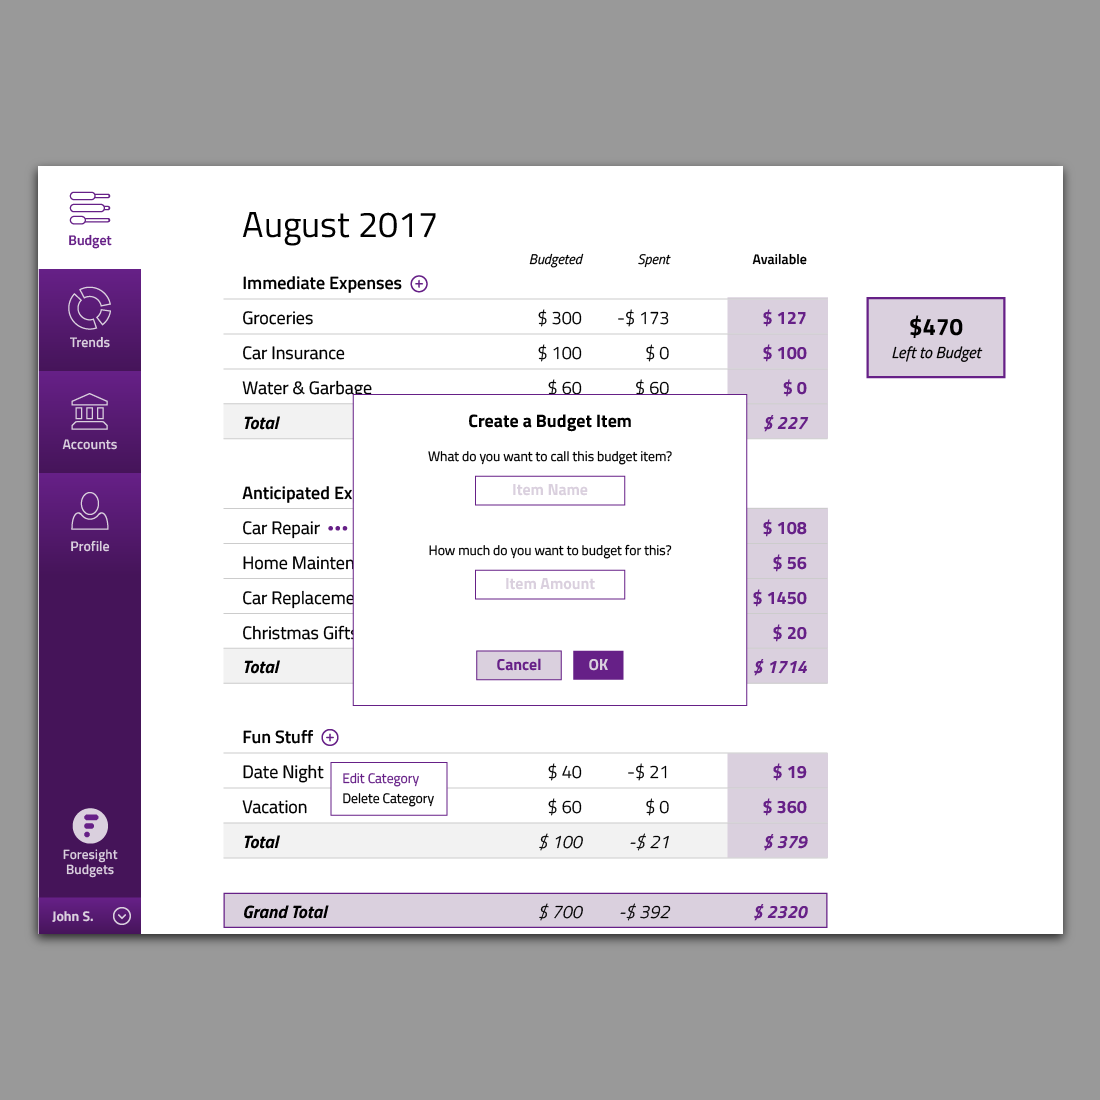 Budget
Trends
Accounts
Profile
Foresight
Budgets
John S.
August 2017
Budgeted Spent Available
Immediate Expenses
Groceries $ 300 -$ 173 $ 127
Car Insurance $ 100 $ 0 $ 100
Water & Garbage $ 60 $ 60 $ 0
Total $ 227
$470
Left to Budget
Create a Budget Item
What do you want to call this budget item?
Item Name
How much do you want to budget for this?
Item Amount
Cancel OK
Anticipated Ex
Car Repair $ 108
Home Mainten $ 56
Car Replaceme $ 1450
Christmas Gifts $ 20
Total $ 1714
Fun Stuff
Date Night $ 40 -$ 21 $ 19
Edit Category
Delete Category
Vacation $ 60 $ 0 $ 360
Total $ 100 -$ 21 $ 379
Grand Total $ 700 -$ 392 $ 2320